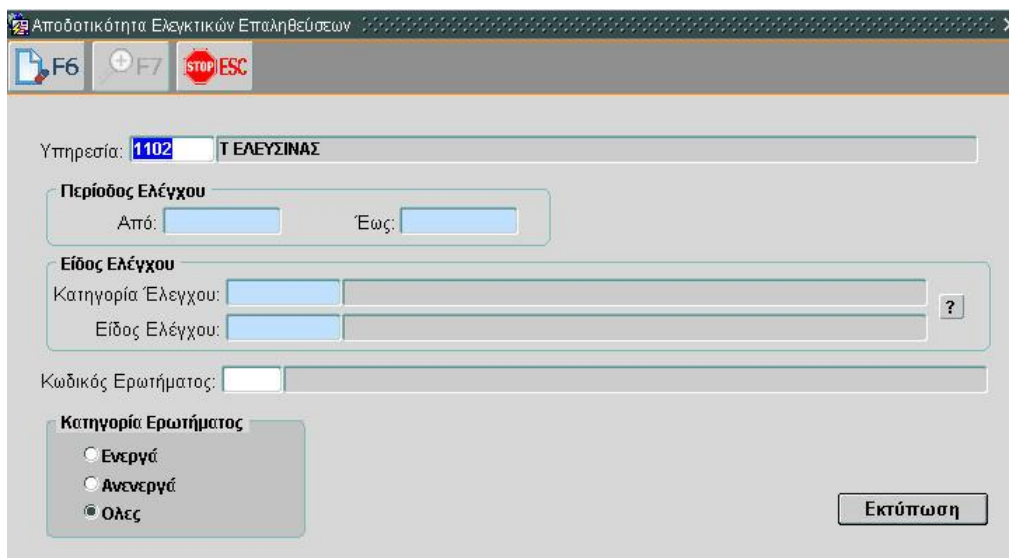 Αποδοτικότητα Ελεγκτικών Επαληθεύσεων
F6 F7 STOP ESC
Υπηρεσία: 1102 Τ ΕΛΕΥΣΙΝΑΣ
Περίοδος Ελέγχου
Από: Έως:
Είδος Ελέγχου
Κατηγορία Έλεγχου:
?
Είδος Ελέγχου:
Κωδικός Ερωτήματος:
Κατηγορία Ερωτήματος
Ενεργά
Ανενεργά
Ολες
Εκτύπωση